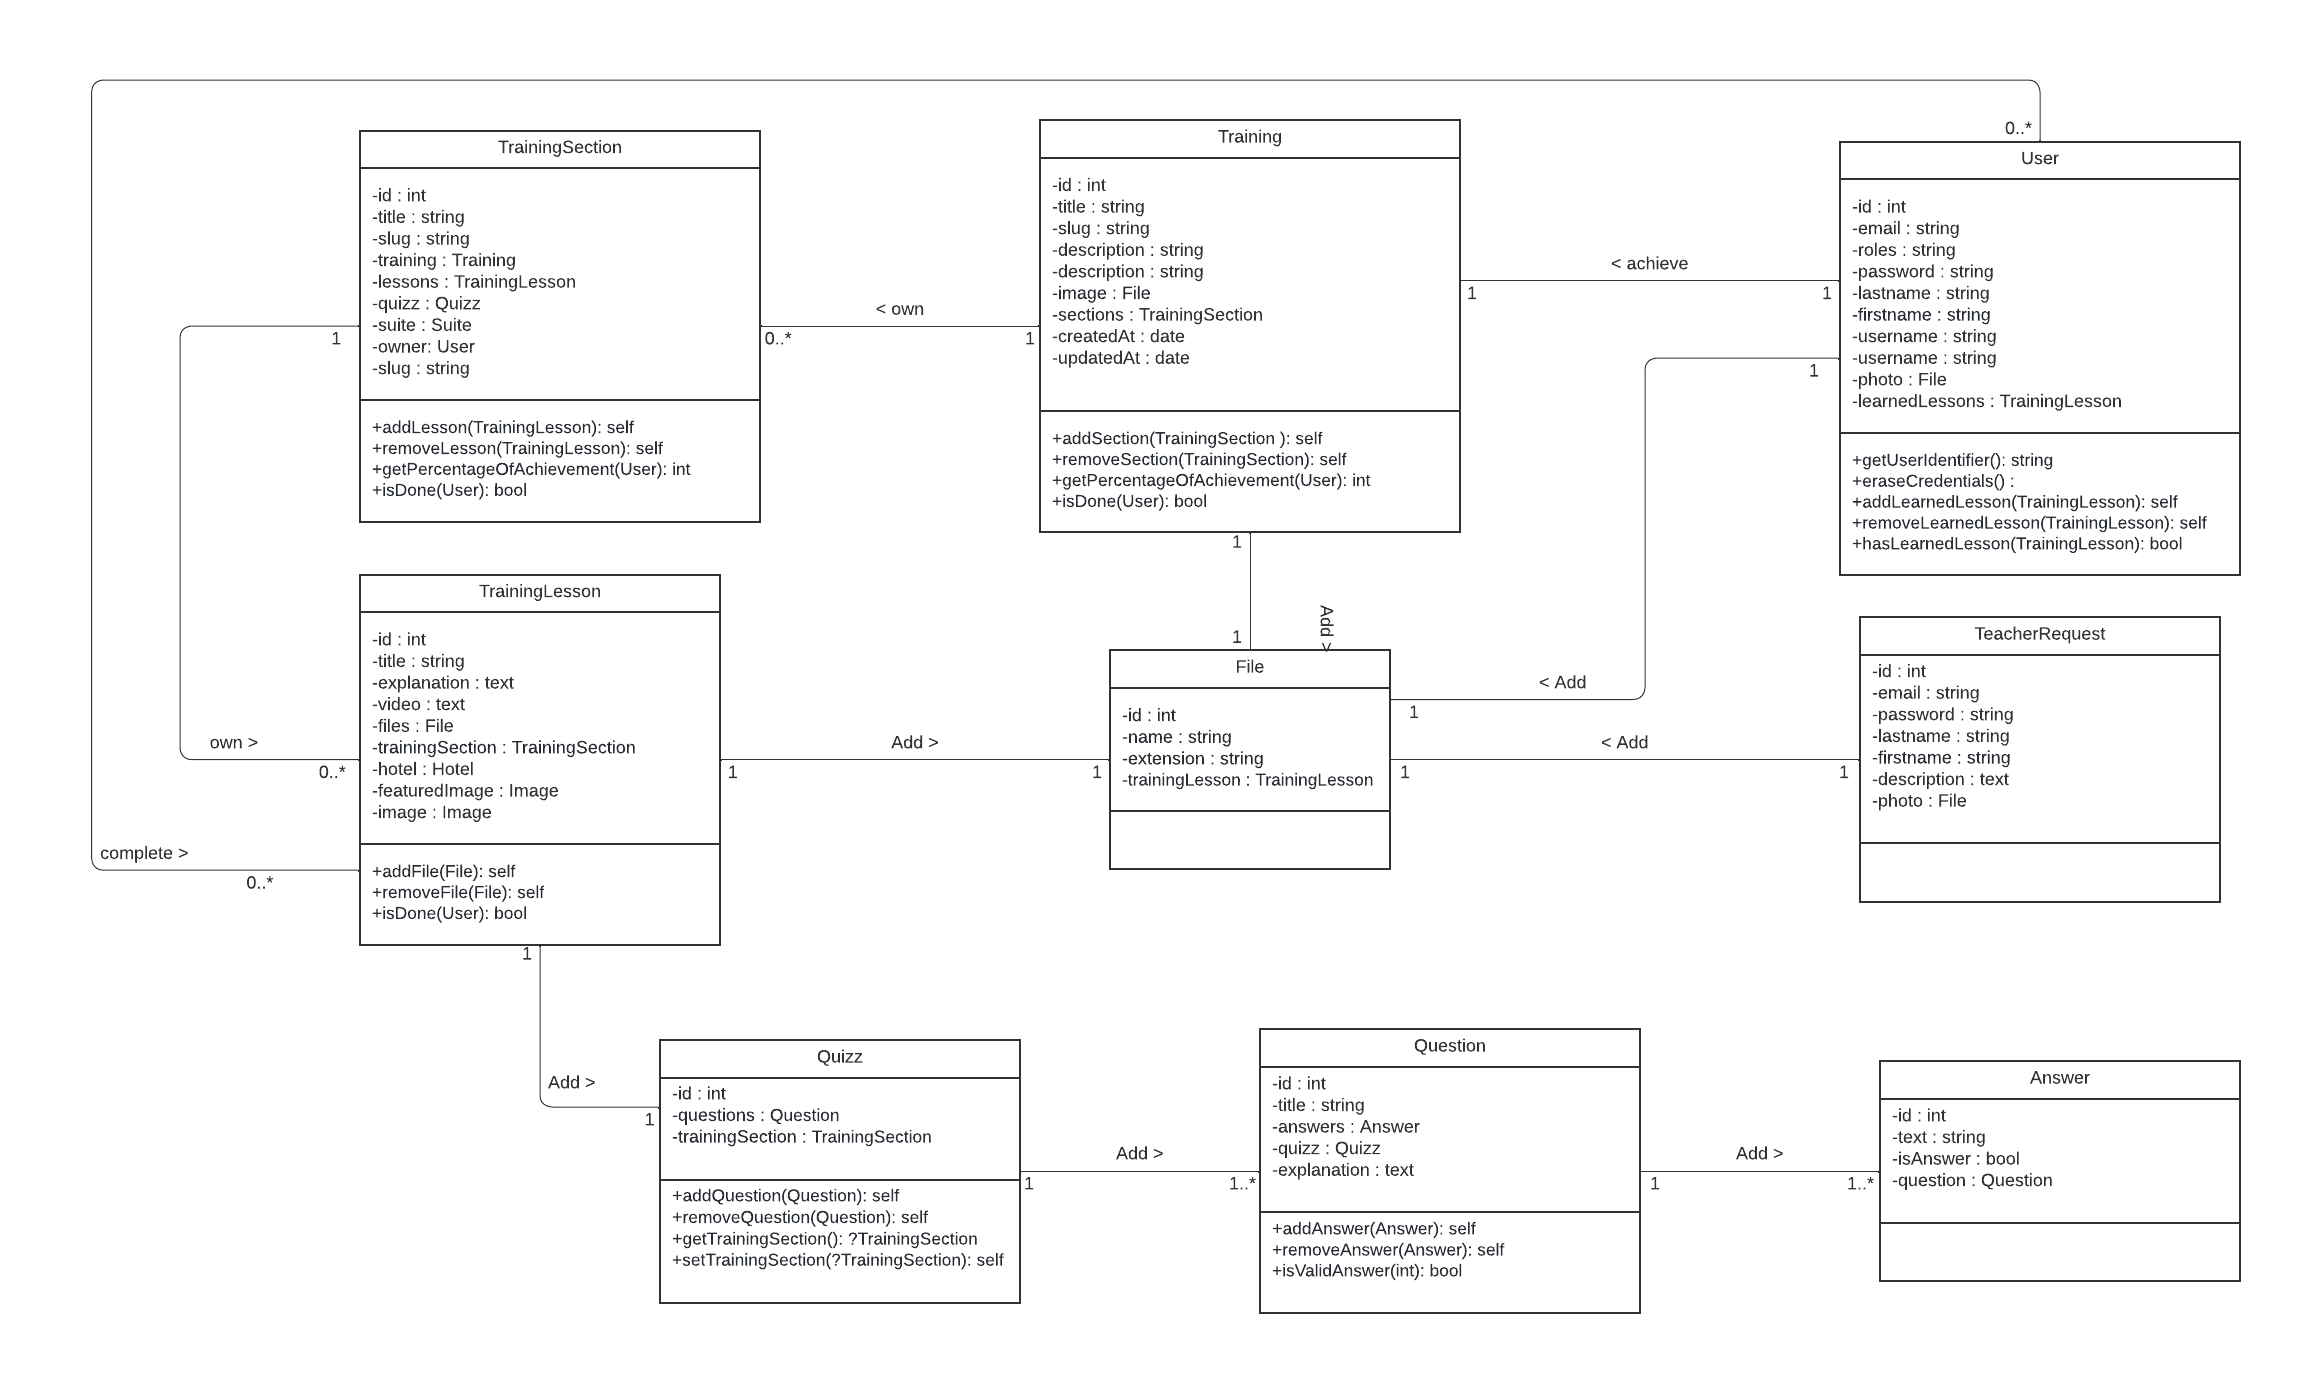 0..*
TrainingSection
-id : int
-title : string
-slug : string
-training : Training
-lessons : TrainingLesson
-quizz : Quizz
-suite : Suite
-owner: User
-slug : string
+addLesson(TrainingLesson): self
+removeLesson(TrainingLesson): self
+getPercentageOfAchievement(User): int
+isDone(User): bool
< own
0..*
1
Training
-id : int
-title : string
-slug : string
-description : string
-description : string
-image : File
-sections : TrainingSection
-createdAt : date
-updatedAt : date
+addSection(TrainingSection ): self
+removeSection(TrainingSection): self
+getPercentageOfAchievement(User): int
+isDone(User): bool
< achieve
1
1
User
-id : int
-email : string
-roles : string
-password : string
-lastname : string
-firstname : string
-username : string
-username : string
-photo : File
-learnedLessons : TrainingLesson
+getUserIdentifier(): string
+eraseCredentials() :
+addLearnedLesson(TrainingLesson): self
+removeLearnedLesson(TrainingLesson): self
+hasLearnedLesson(TrainingLesson): bool
1
1
own >
0..*
complete >
0..*
TrainingLesson
-id : int
-title : string
-explanation : text
-video : text
-files : File
-trainingSection : TrainingSection
-hotel : Hotel
-featuredImage : Image
-image : Image
+addFile(File): self
+removeFile(File): self
+isDone(User): bool
Add >
1
1
1
1
Add >
File
-id : int
-name : string
-extension : string
-trainingLesson : TrainingLesson
< Add
1
< Add
1
1
TeacherRequest
-id : int
-email : string
-password : string
-lastname : string
-firstname : string
-description : text
-photo : File
1
Add >
1
Quizz
-id : int
-questions : Question
-trainingSection : TrainingSection
+addQuestion(Question): self
+removeQuestion(Question): self
+getTrainingSection(): ?TrainingSection
+setTrainingSection(?TrainingSection): self
Add >
1
1..*
Question
-id : int
-title : string
-answers : Answer
-quizz : Quizz
-explanation : text
+addAnswer(Answer): self
+removeAnswer(Answer): self
+isValidAnswer(int): bool
Add >
1
1..*
Answer
-id : int
-text : string
-isAnswer : bool
-question : Question